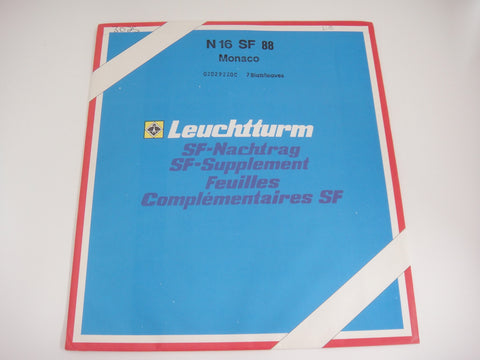 N 16 SF 88
Monaco
7 Blatt/leaves
Leuchtturm
SF-Nachtrag
SF-Supplement
Feuilles
Complémentaires SF